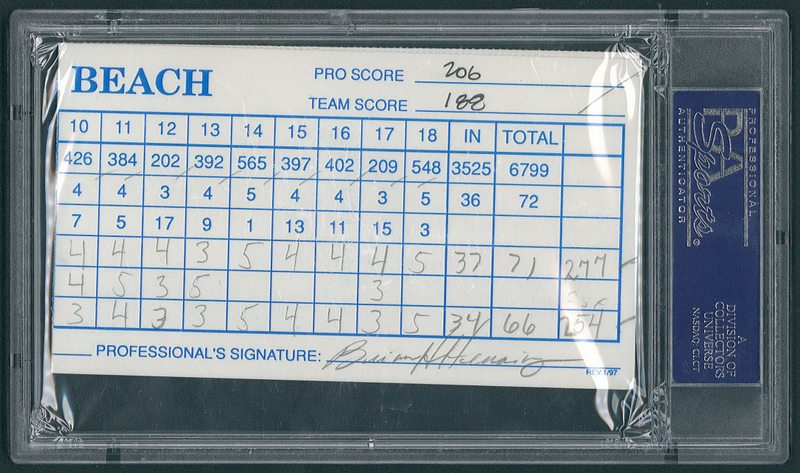 BEACH
PRO SCORE 206
TEAM SCORE 188
10 11 12 13 14 15 16 17 18 IN TOTAL
426 384 202 392 565 397 402 209 548 3525 6799
4 4 3 4 5 4 4 3 5 36 72
7 5 17 9 1 13 11 15 3
4 4 4 3 5 4 4 4 5 37 71 277
4 5 3 5 3
3 4 3 3 5 4 4 3 5 34 66 254
PROFESSIONAL'S SIGNATURE:
REV.1/97
PROFESSIONAL
PSA
Sports
®
AUTHENTICATOR
A
DIVISION OF
COLLECTORS
UNIVERSE
NASDAQ: CLCT